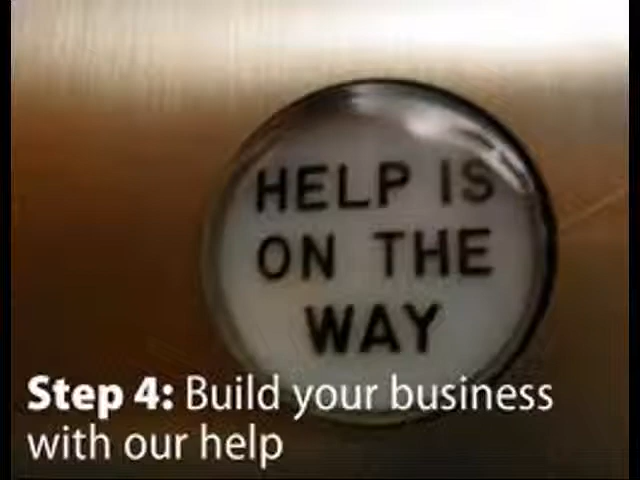 HELP IS
ON THE
WAY
Step 4: Build your business
with our help